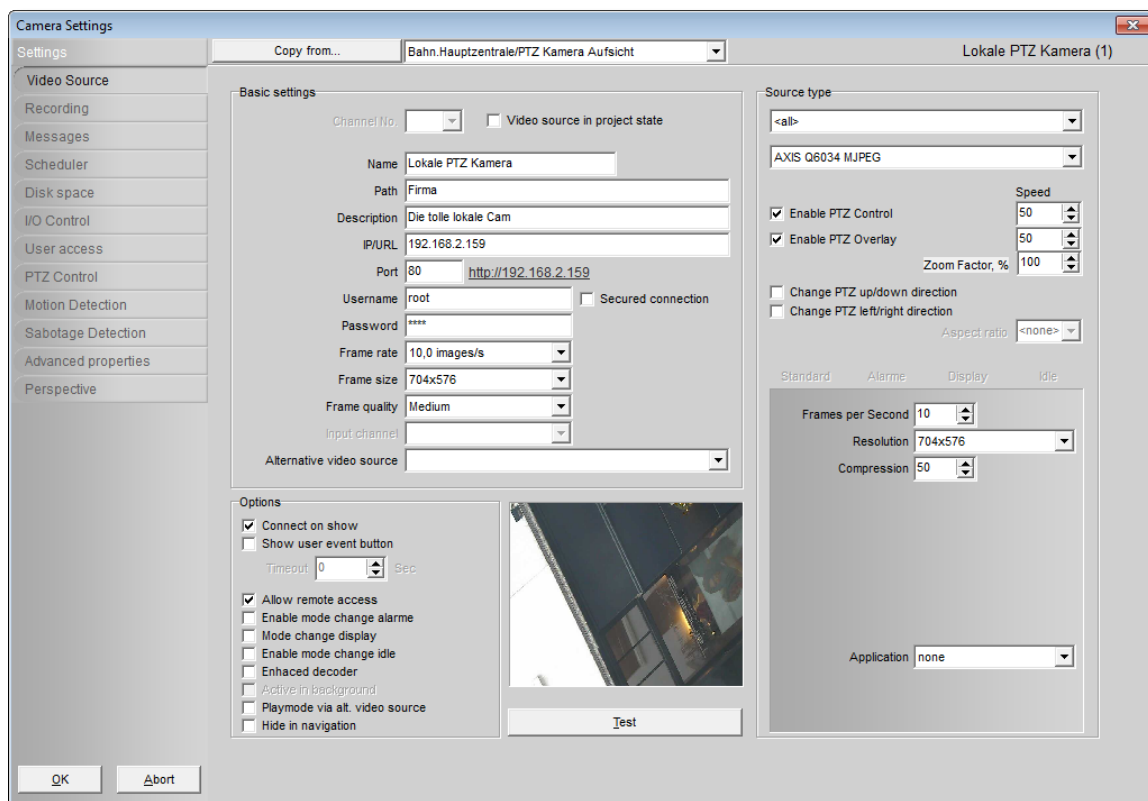 Camera Settings
Settings
Copy from...
Bahn.Hauptzentrale/PTZ Kamera Aufsicht
Lokale PTZ Kamera (1)
Video Source
Recording
Messages
Scheduler
Disk space
I/O Control
User access
PTZ Control
Motion Detection
Sabotage Detection
Advanced properties
Perspective
OK
Abort
Basic settings
Channel No.
Video source in project state
Name Lokale PTZ Kamera
Path Firma
Description Die tolle lokale Cam
IP/URL 192.168.2.159
Port 80 http://192.168.2.159
Username root Secured connection
Password ****
Frame rate 10,0 images/s
Frame size 704x576
Frame quality Medium
Input channel
Alternative video source
Options
Connect on show
Show user event button
Timeout 0 Sec
Allow remote access
Enable mode change alarme
Mode change display
Enable mode change idle
Enhaced decoder
Active in background
Playmode via alt. video source
Hide in navigation
Test
Source type
<all>
AXIS Q6034 MJPEG
Speed
Enable PTZ Control 50
Enable PTZ Overlay 50
Zoom Factor, % 100
Change PTZ up/down direction
Change PTZ left/right direction
Aspect ratio <none>
Standard Alarme Display Idle
Frames per Second 10
Resolution 704x576
Compression 50
Application none